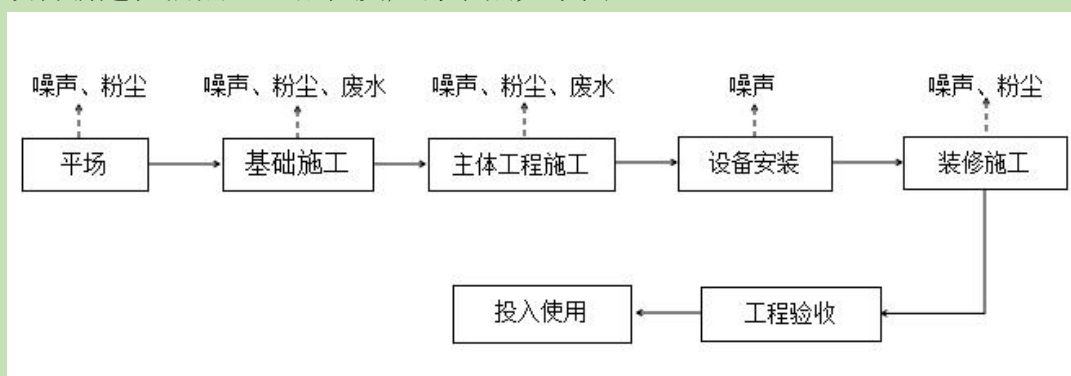 噪声、粉尘
噪声、粉尘、废水
噪声、粉尘、废水
噪声
噪声、粉尘
平场
基础施工
主体工程施工
设备安装
装修施工
投入使用
工程验收